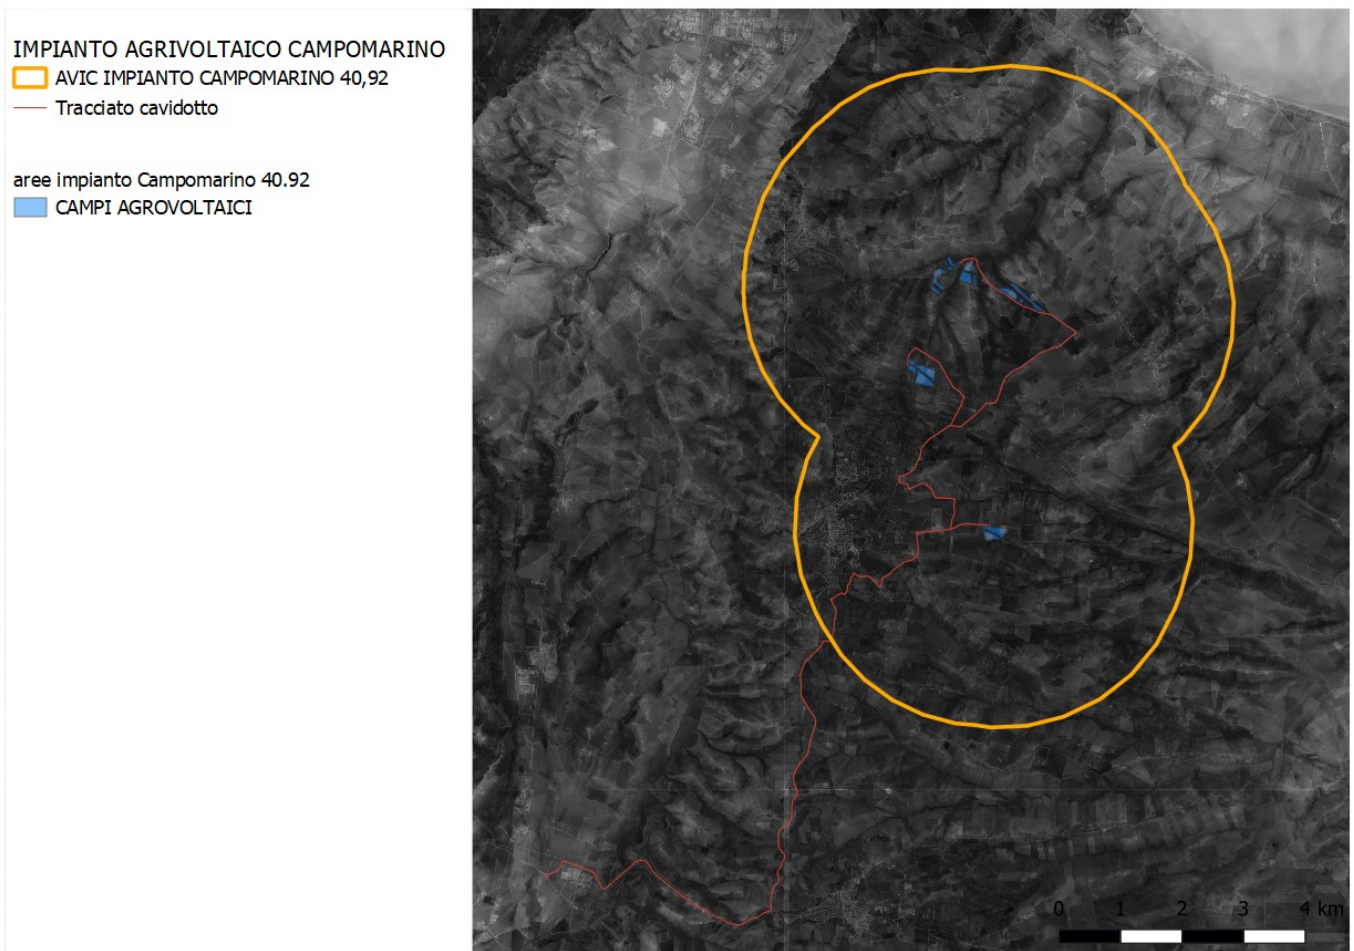 IMPIANTO AGRIVOLTAICO CAMPOMARINO
AVIC IMPIANTO CAMPOMARINO 40,92
Tracciato cavidotto
aree impianto Campomarino 40.92
CAMPI AGROVOLTAICI
0 1 2 3 4 km